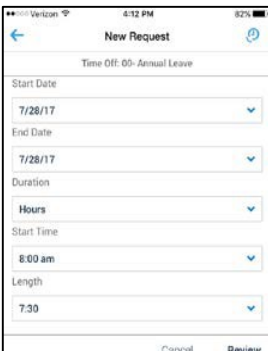 Verizon 4:12 PM 82%
New Request
Time Off: 00- Annual Leave
Start Date
7/28/17
End Date
7/28/17
Duration
Hours
Start Time
8:00 am
Length
7:30
Cancel Review